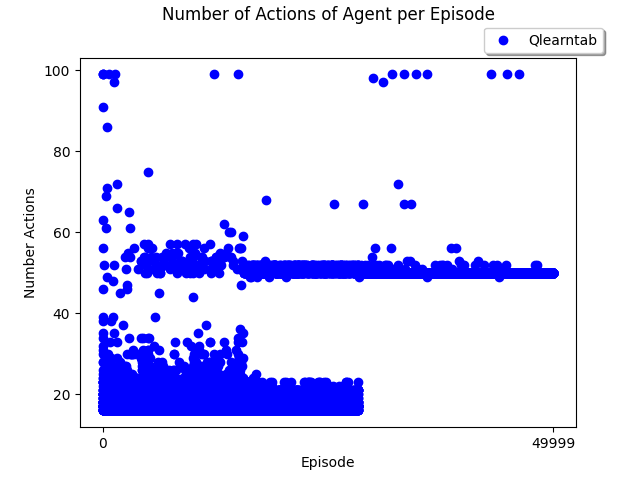 Number of Actions of Agent per Episode
Qlearntab
100
80
60
40
20
Number Actions
0
49999
Episode